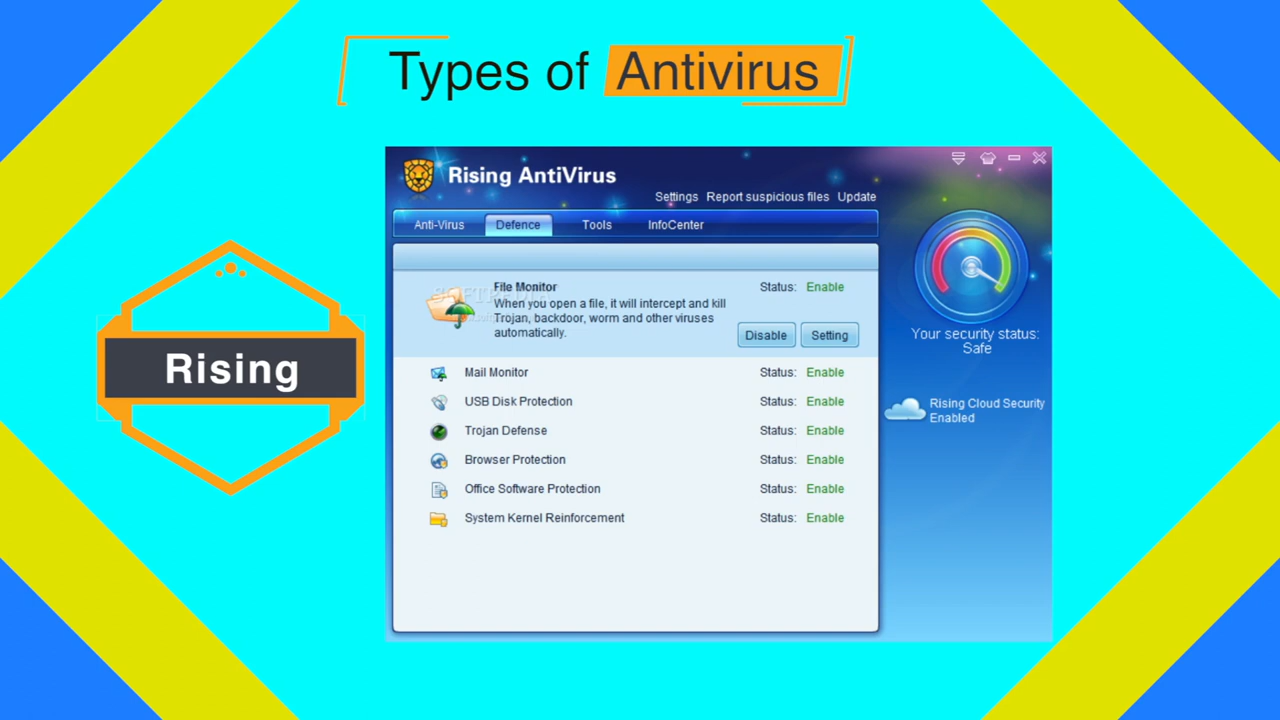 Types of Antivirus
Rising AntiVirus
Settings Report suspicious files Update
Anti-Virus Defence Tools InfoCenter
File Monitor Status: Enable
When you open a file, it will intercept and kill
Trojan, backdoor, worm and other viruses
automatically.
Disable Setting
Your security status:
Safe
Mail Monitor Status: Enable
USB Disk Protection Status: Enable
Rising Cloud Security
Enabled
Trojan Defense Status: Enable
Browser Protection Status: Enable
Office Software Protection Status: Enable
System Kernel Reinforcement Status: Enable
Rising